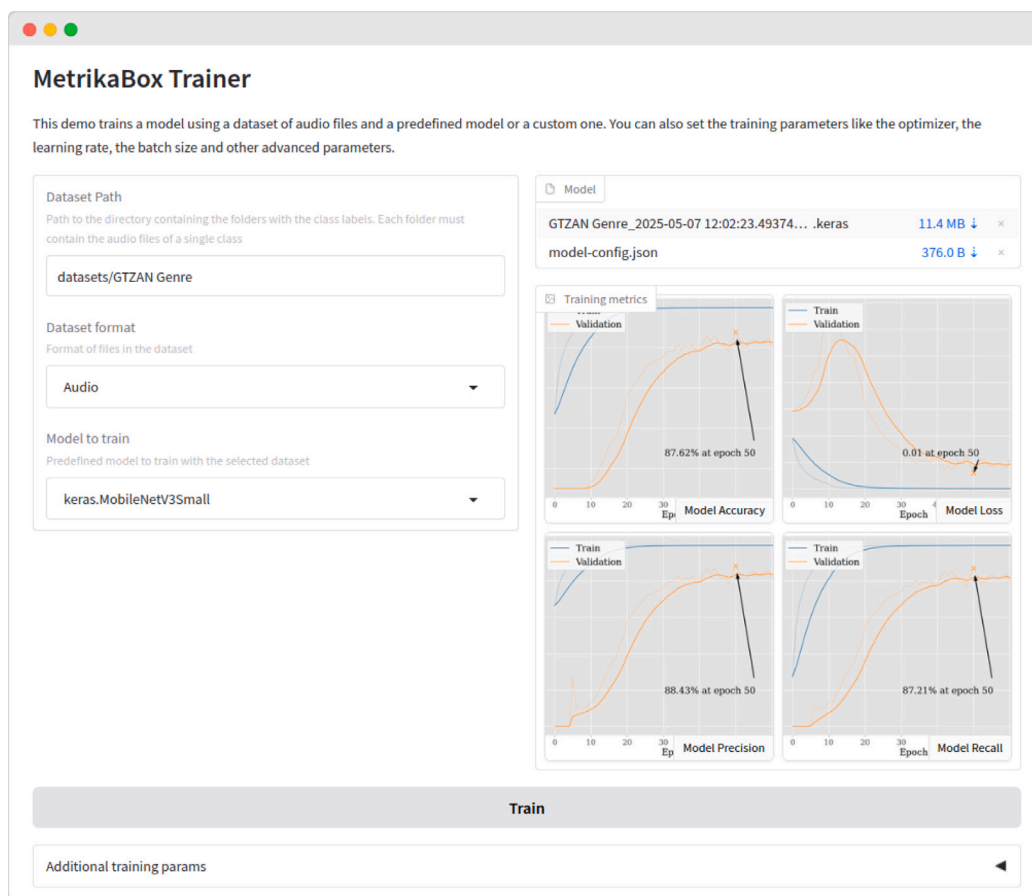 MetrikaBox Trainer
This demo trains a model using a dataset of audio files and a predefined model or a custom one. You can also set the training parameters like the optimizer, the
learning rate, the batch size and other advanced parameters.
Dataset Path
Path to the directory containing the folders with the class labels. Each folder must
contain the audio files of a single class
datasets/GTZAN Genre
Dataset format
Format of files in the dataset
Audio
Model to train
Predefined model to train with the selected dataset
keras.MobileNetV3Small
Model
GTZAN Genre_2025-05-07 12:02:23.49374... .keras 11.4 MB ↓ ×
model-config.json 376.0 B ↓ ×
Training metrics
Validation
87.62% at epoch 50
0 10 20 30
Model Accuracy
Train
Validation
0.01 at epoch 50
0 10 20 30
Epoch
Model Loss
Train
Validation
88.43% at epoch 50
0 10 20 30
Model Precision
Train
Validation
87.21% at epoch 50
0 10 20 30
Epoch
Model Recall
Train
Additional training params